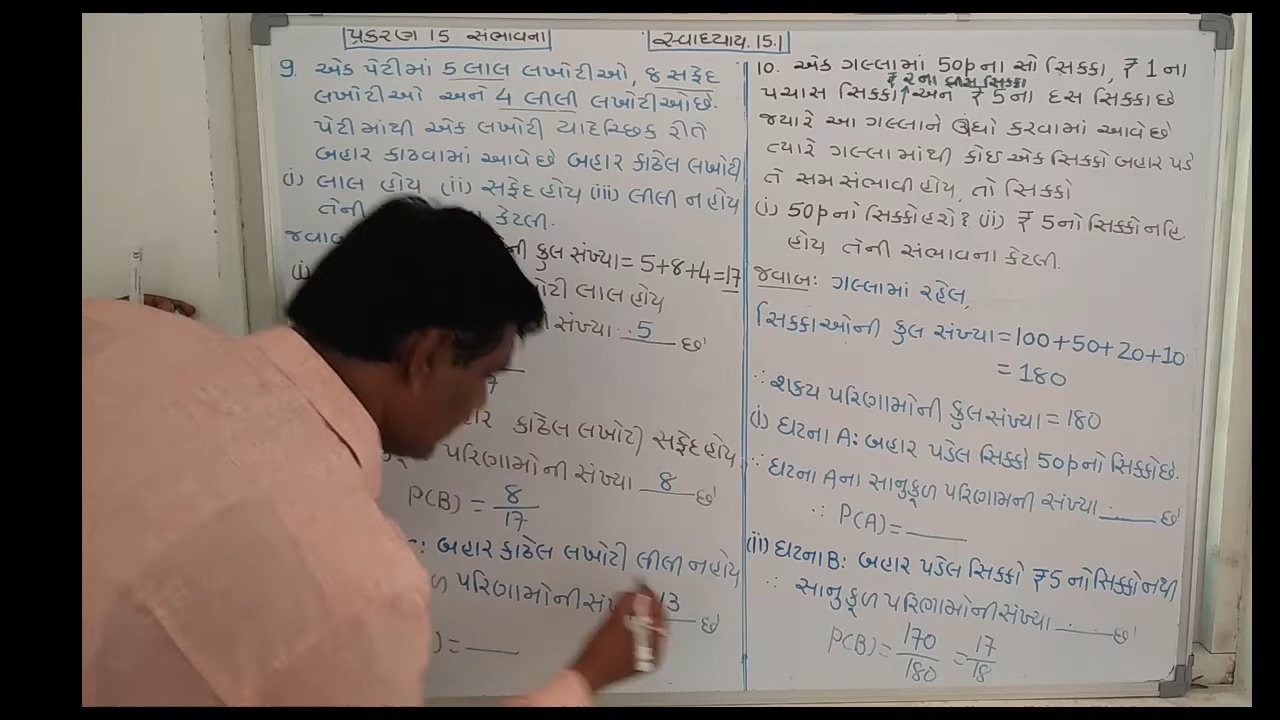 પ્રકરણ 15 સંભાવના
સ્વાધ્યાય. 15.1
9. એક પેટીમાં 5 લાલ લખોટીઓ, 8 સફેદ
લખોટીઓ અને 4 લીલી લખોટીઓ છે.
પેટીમાંથી એક લખોટી યાદચ્છિક રીતે
બહાર કાઢવામાં આવે છે બહાર કાઢેલ લખોટી
(i) લાલ હોય (ii) સફેદ હોય (iii) લીલી ન હોય
તેની કેટલી.
જવાબ
ની કુલ સંખ્યા = 5+8+4=17
(i) ોટી લાલ હોય
સંખ્યા 5 છે
7
કાઢેલ લખોટી સફેદ હોય
પરિણામોની સંખ્યા 8 છે
P(B) = 8/17
: બહાર કાઢેલ લખોટી લીલી ન હોય
પરિણામોની સં 13 છે
) =
10. એક ગલ્લામાં 50p ના સો સિક્કા, ₹ 1 ના
₹ 2 ના વીસ સિક્કા
પચાસ સિક્કા, અને ₹ 5 ના દસ સિક્કા છે
જ્યારે આ ગલ્લાને ઊંધો કરવામાં આવે છે
ત્યારે ગલ્લામાંથી કોઈ એક સિક્કો બહાર પડે
તે સમસંભાવી હોય, તો સિક્કો
(i) 50p નો સિક્કો હશે? (ii) ₹ 5 નો સિક્કો નહિ.
હોય તેની સંભાવના કેટલી.
જવાબ: ગલ્લામાં રહેલ,
સિક્કાઓની કુલ સંખ્યા = 100+50+20+10
= 180
∴ શક્ય પરિણામોની કુલ સંખ્યા = 180
(i) ઘટના A: બહાર પડેલ સિક્કો 50p નો સિક્કો છે.
∴ ઘટના A ના સાનુકૂળ પરિણામની સંખ્યા ____ છે
∴ P(A) = ____
(ii) ઘટના B: બહાર પડેલ સિક્કો ₹ 5 નો સિક્કો નથી
∴ સાનુકૂળ પરિણામોની સંખ્યા ____ છે
P(B) = 170/180 = 17/18